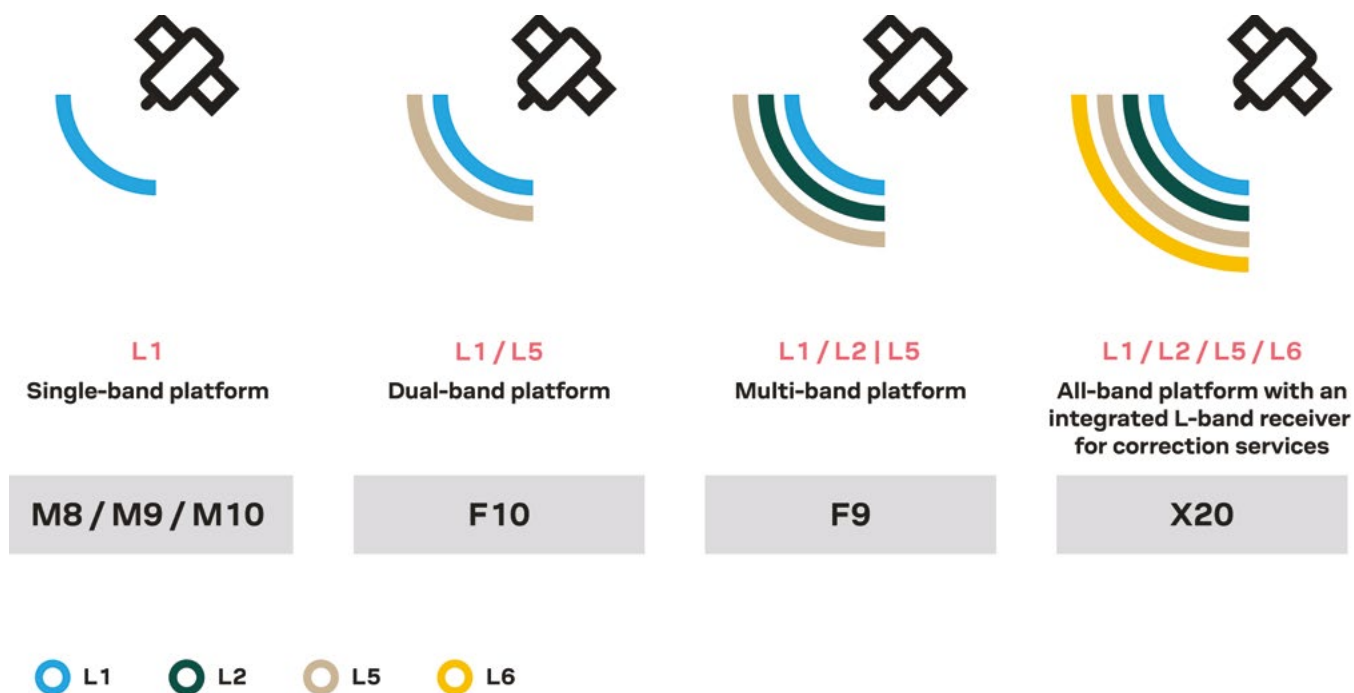 L1
Single-band platform
M8 / M9 / M10
L1 / L5
Dual-band platform
F10
L1 / L2 | L5
Multi-band platform
F9
L1 / L2 / L5 / L6
All-band platform with an
integrated L-band receiver
for correction services
X20
L1
L2
L5
L6